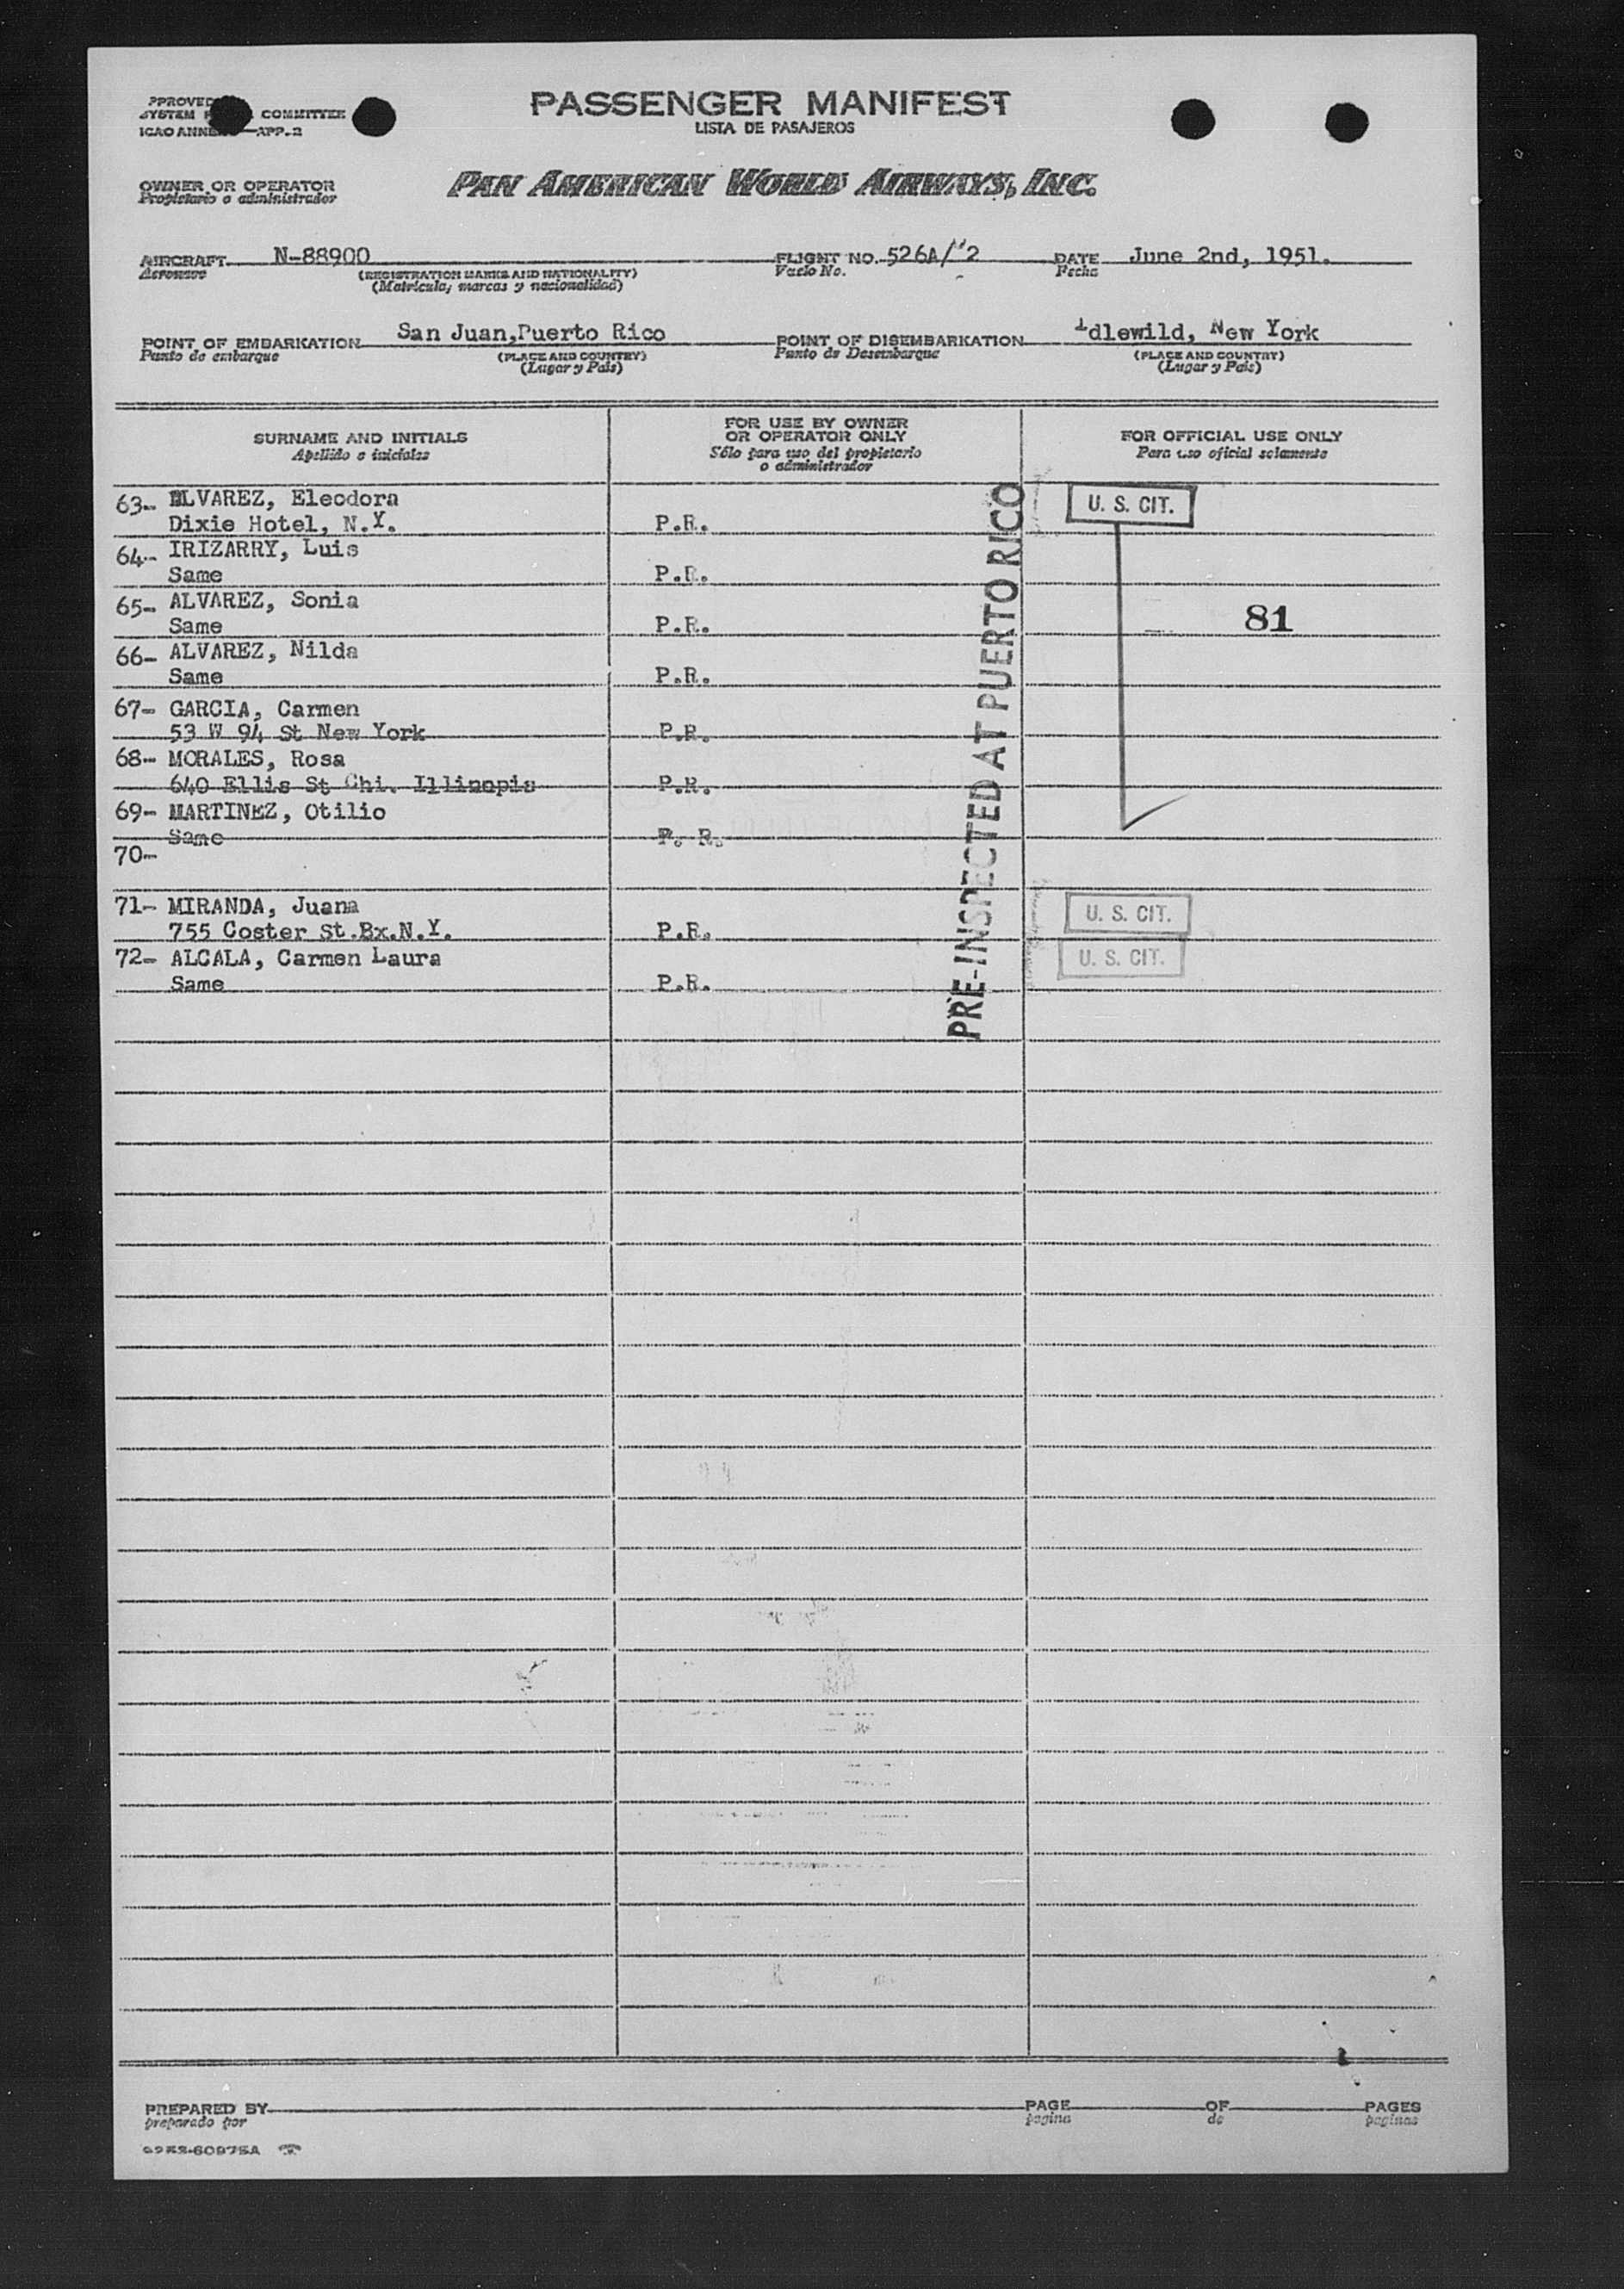 PASSENGER MANIFEST
LISTA DE PASAJEROS
COMMITTEE
APP. 2
OWNER OR OPERATOR
Propietario o administrador
PAN AMERICAN WORLD AIRWAYS, INC.
AIRCRAFT N-88900 FLIGHT NO. 526A/"2 DATE June 2nd, 1951.
Aeronave (REGISTRATION MARKS AND NATIONALITY) Vuelo No. Fecha
(Matrícula, marcas y nacionalidad)
POINT OF EMBARKATION San Juan,Puerto Rico POINT OF DISEMBARKATION Idlewild, New York
Punto de embarque (PLACE AND COUNTRY) Punto de Desembarque (PLACE AND COUNTRY)
(Lugar y País) (Lugar y País)
SURNAME AND INITIALS
Apellido e iniciales
FOR USE BY OWNER
OR OPERATOR ONLY
Sólo para uso del propietario
o administrador
FOR OFFICIAL USE ONLY
Para uso oficial solamente
63- ALVAREZ, Eleodora U. S. CIT.
Dixie Hotel, N.Y. P.R.
64- IRIZARRY, Luis
Same P.R.
65- ALVAREZ, Sonia 81
Same P.R.
66- ALVAREZ, Nilda
Same P.R.
67- GARCIA, Carmen
53 W 94 St New York P.R.
68- MORALES, Rosa
640 Ellis St Chi. Illinopis P.R.
69- MARTINEZ, Otilio
Same P. R.
70-
71- MIRANDA, Juana U. S. CIT.
755 Coster St.Bx.N.Y. P.R.
72- ALCALA, Carmen Laura U. S. CIT.
Same P.R.
PRE-INSPECTED AT PUERTO RICO
PREPARED BY PAGE OF PAGES
preparado por página de páginas